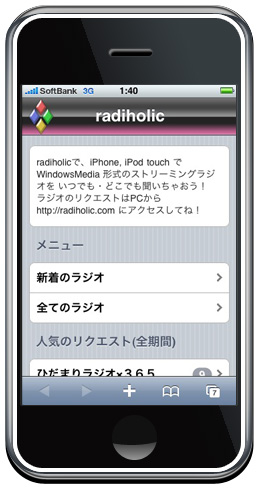 SoftBank 3G 1:40
radiholic
radiholicで、iPhone, iPod touch で
WindowsMedia 形式のストリーミングラジ
オを いつでも・どこでも聞いちゃおう！
ラジオのリクエストはPCから
http://radiholic.com にアクセスしてね！
メニュー
新着のラジオ
全てのラジオ
人気のリクエスト(全期間)
ひだまりラジオx３６５ 9
7